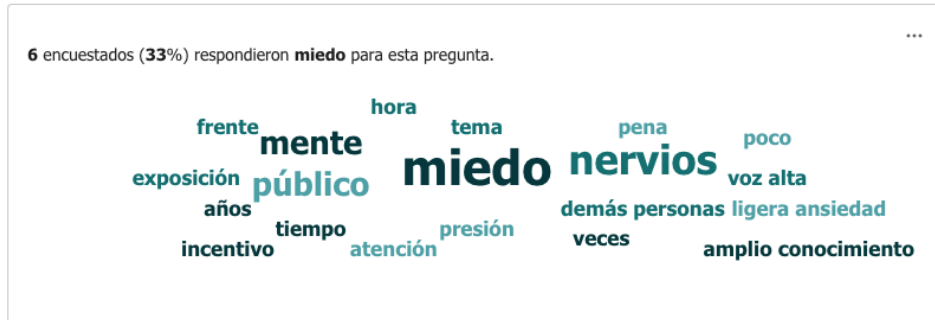 6 encuestados (33%) respondieron miedo para esta pregunta.
hora
frente
mente
tema
pena
poco
exposición
público
miedo
nervios
voz alta
años
tiempo
presión
demás personas
ligera ansiedad
incentivo
atención
veces
amplio conocimiento